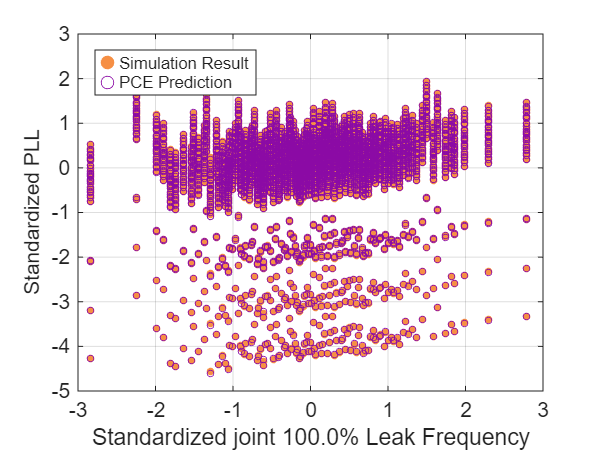 3
2
1
0
-1
-2
-3
-4
-5
Standardized PLL
Simulation Result
PCE Prediction
-3 -2 -1 0 1 2 3
Standardized joint 100.0% Leak Frequency